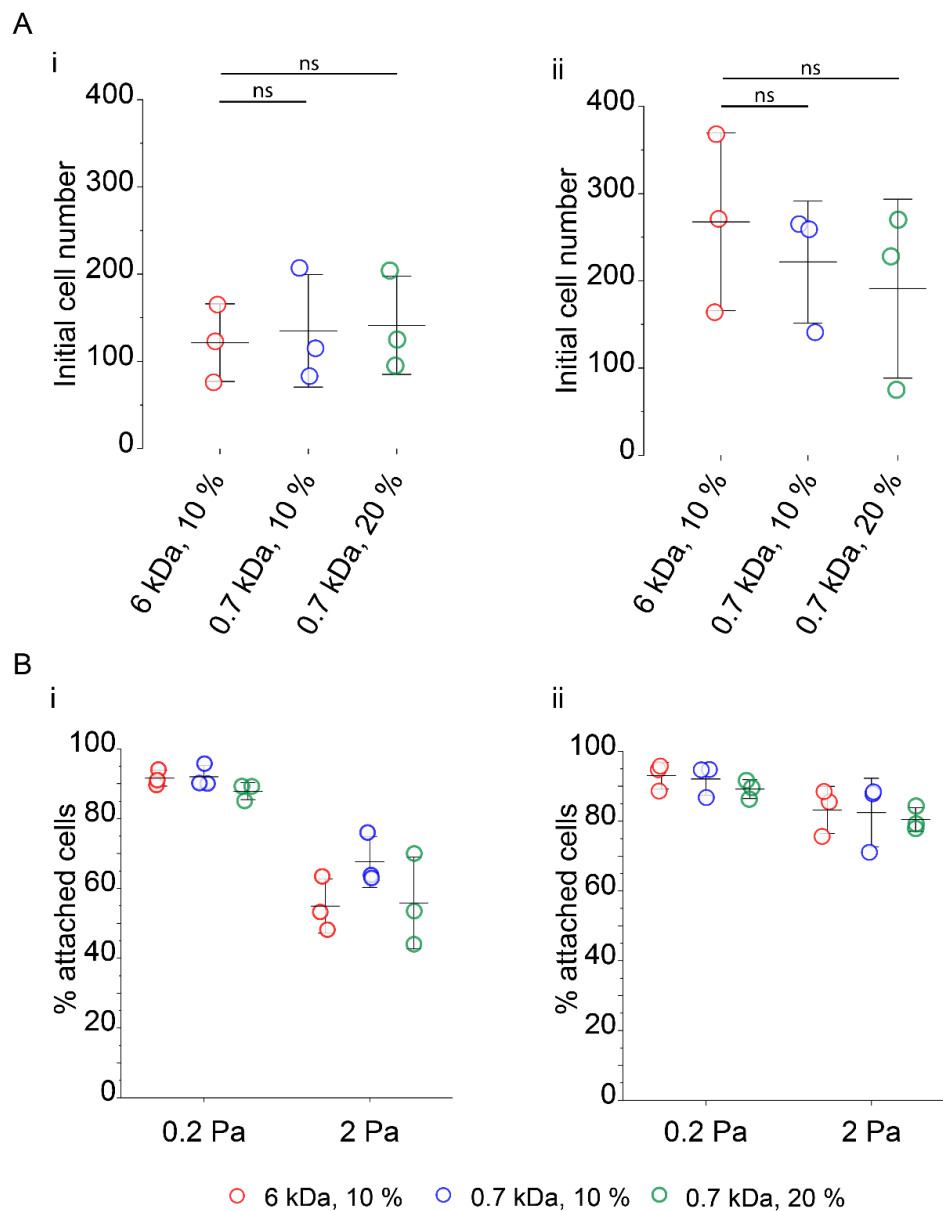 A
i
ns
ns
400
300
200
100
0
Initial cell number
6 kDa, 10 %
0.7 kDa, 10 %
0.7 kDa, 20 %
ii
ns
ns
400
300
200
100
0
Initial cell number
6 kDa, 10 %
0.7 kDa, 10 %
0.7 kDa, 20 %
B
i
100
80
60
40
20
0
% attached cells
0.2 Pa
2 Pa
ii
100
80
60
40
20
0
% attached cells
0.2 Pa
2 Pa
6 kDa, 10 %
0.7 kDa, 10 %
0.7 kDa, 20 %